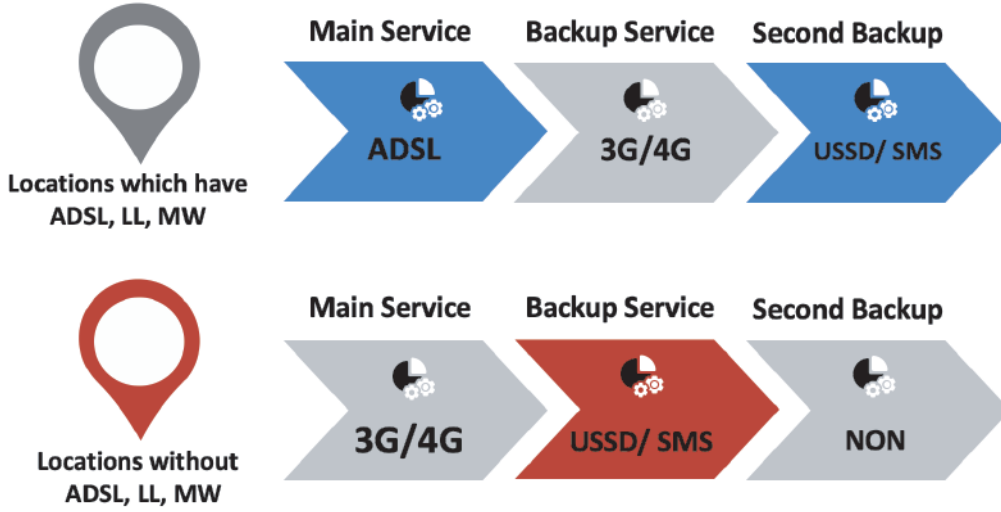 Main Service
Backup Service
Second Backup
ADSL
3G/4G
USSD/ SMS
Locations which have
ADSL, LL, MW
Main Service
Backup Service
Second Backup
3G/4G
USSD/ SMS
NON
Locations without
ADSL, LL, MW